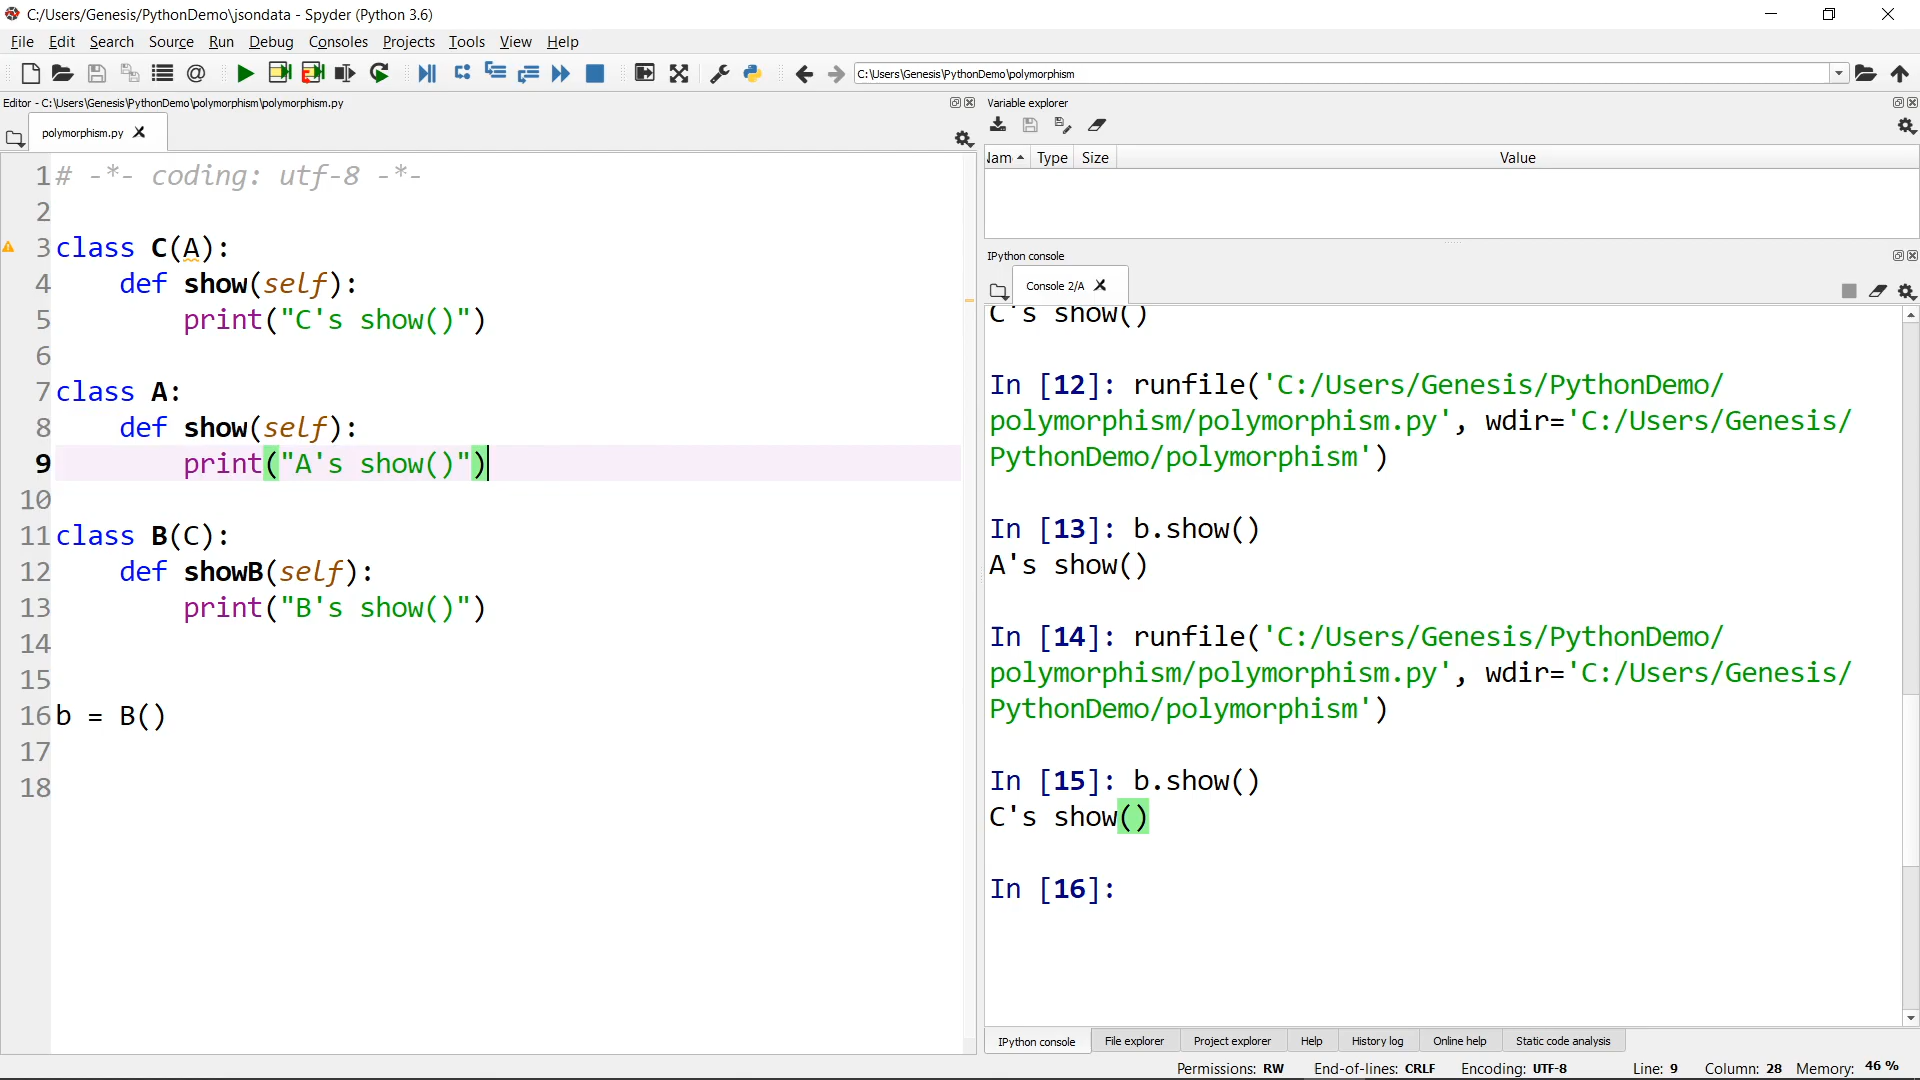 C:/Users/Genesis/PythonDemo\jsondata - Spyder (Python 3.6)
File Edit Search Source Run Debug Consoles Projects Tools View Help
C:\Users\Genesis\PythonDemo\polymorphism
Editor - C:\Users\Genesis\PythonDemo\polymorphism\polymorphism.py
polymorphism.py
1 # -*- coding: utf-8 -*-
2
3 class C(A):
4 def show(self):
5 print("C's show()")
6
7 class A:
8 def show(self):
9 print("A's show()")
10
11 class B(C):
12 def showB(self):
13 print("B's show()")
14
15
16 b = B()
17
18
Variable explorer
Type Size Value
IPython console
Console 2/A
C's show()
In [12]: runfile('C:/Users/Genesis/PythonDemo/
polymorphism/polymorphism.py', wdir='C:/Users/Genesis/
PythonDemo/polymorphism')
In [13]: b.show()
A's show()
In [14]: runfile('C:/Users/Genesis/PythonDemo/
polymorphism/polymorphism.py', wdir='C:/Users/Genesis/
PythonDemo/polymorphism')
In [15]: b.show()
C's show()
In [16]:
IPython console File explorer Project explorer Help History log Online help Static code analysis
Permissions: RW End-of-lines: CRLF Encoding: UTF-8 Line: 9 Column: 28 Memory: 46 %